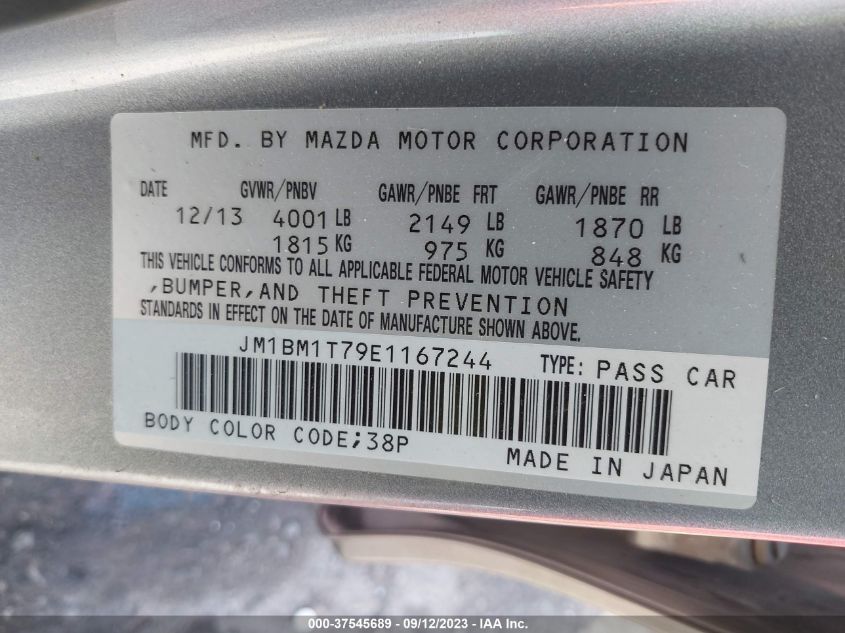 MFD. BY MAZDA MOTOR CORPORATION
DATE GVWR/PNBV GAWR/PNBE FRT GAWR/PNBE RR
12/13 4001 LB 2149 LB 1870 LB
1815 KG 975 KG 848 KG
THIS VEHICLE CONFORMS TO ALL APPLICABLE FEDERAL MOTOR VEHICLE SAFETY
,BUMPER,AND THEFT PREVENTION
STANDARDS IN EFFECT ON THE DATE OF MANUFACTURE SHOWN ABOVE.
JM1BM1T79E1167244 TYPE: PASS CAR
BODY COLOR CODE;38P
MADE IN JAPAN
000-37545689 - 09/12/2023 - IAA Inc.